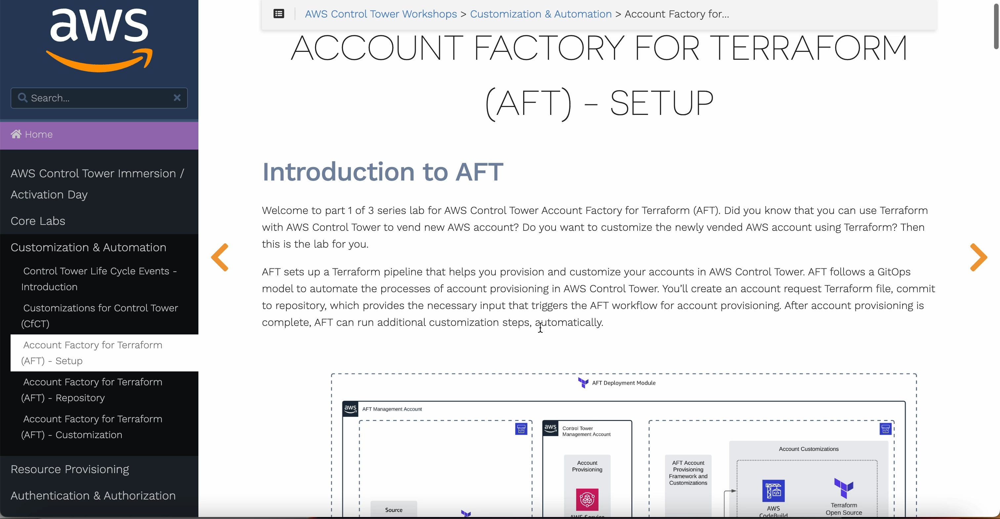 aws
Search...
Home
AWS Control Tower Immersion /
Activation Day
Core Labs
Customization & Automation
Control Tower Life Cycle Events -
Introduction
Customizations for Control Tower
(CfCT)
Account Factory for Terraform
(AFT) - Setup
Account Factory for Terraform
(AFT) - Repository
Account Factory for Terraform
(AFT) - Customization
Resource Provisioning
Authentication & Authorization
AWS Control Tower Workshops > Customization & Automation > Account Factory for...
ACCOUNT FACTORY FOR TERRAFORM
(AFT) – SETUP
Introduction to AFT
Welcome to part 1 of 3 series lab for AWS Control Tower Account Factory for Terraform (AFT). Did you know that you can use Terraform
with AWS Control Tower to vend new AWS account? Do you want to customize the newly vended AWS account using Terraform? Then
this is the lab for you.
AFT sets up a Terraform pipeline that helps you provision and customize your accounts in AWS Control Tower. AFT follows a GitOps
model to automate the processes of account provisioning in AWS Control Tower. You’ll create an account request Terraform file, commit
to repository, which provides the necessary input that triggers the AFT workflow for account provisioning. After account provisioning is
complete, AFT can run additional customization steps, automatically.
AFT Deployment Module
aws AFT Management Account
aws Control Tower
Management Account
Account
Provisioning
AWS Service
AFT Account
Provisioning
Framework and
Customizations
Account Customizations
AWS
CodeBuild
Terraform
Open Source
Source